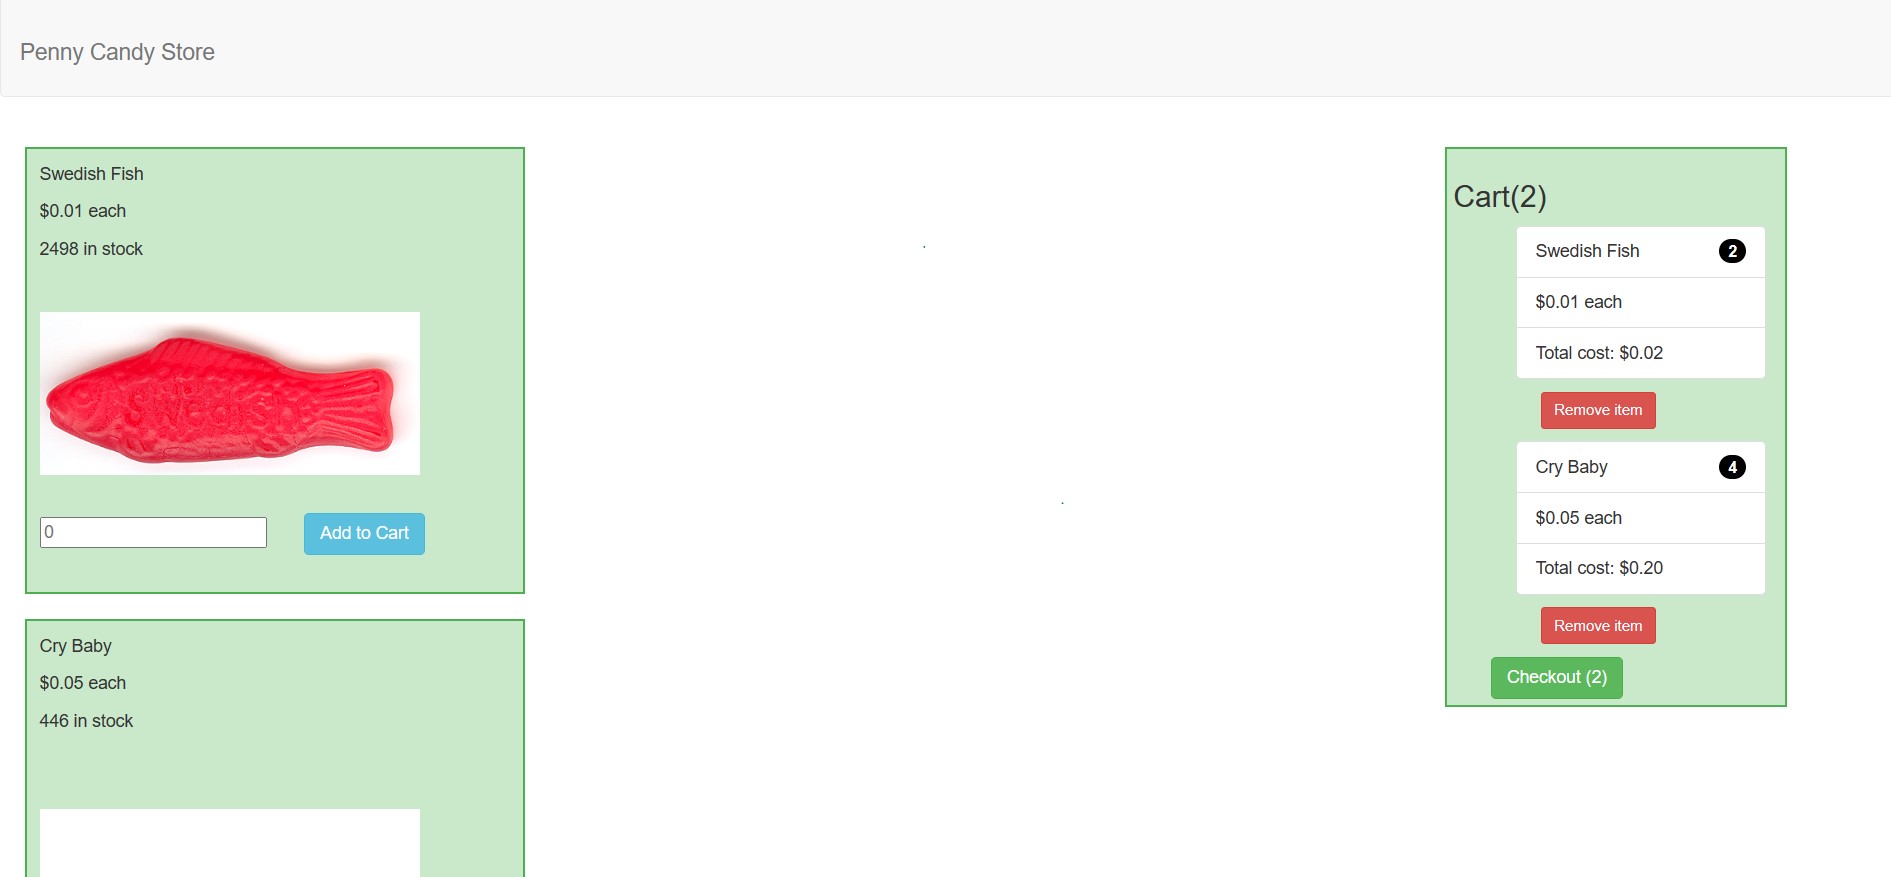 Penny Candy Store
Swedish Fish
$0.01 each
2498 in stock
0
Add to Cart
Cry Baby
$0.05 each
446 in stock
Cart(2)
Swedish Fish 2
$0.01 each
Total cost: $0.02
Remove item
Cry Baby 4
$0.05 each
Total cost: $0.20
Remove item
Checkout (2)